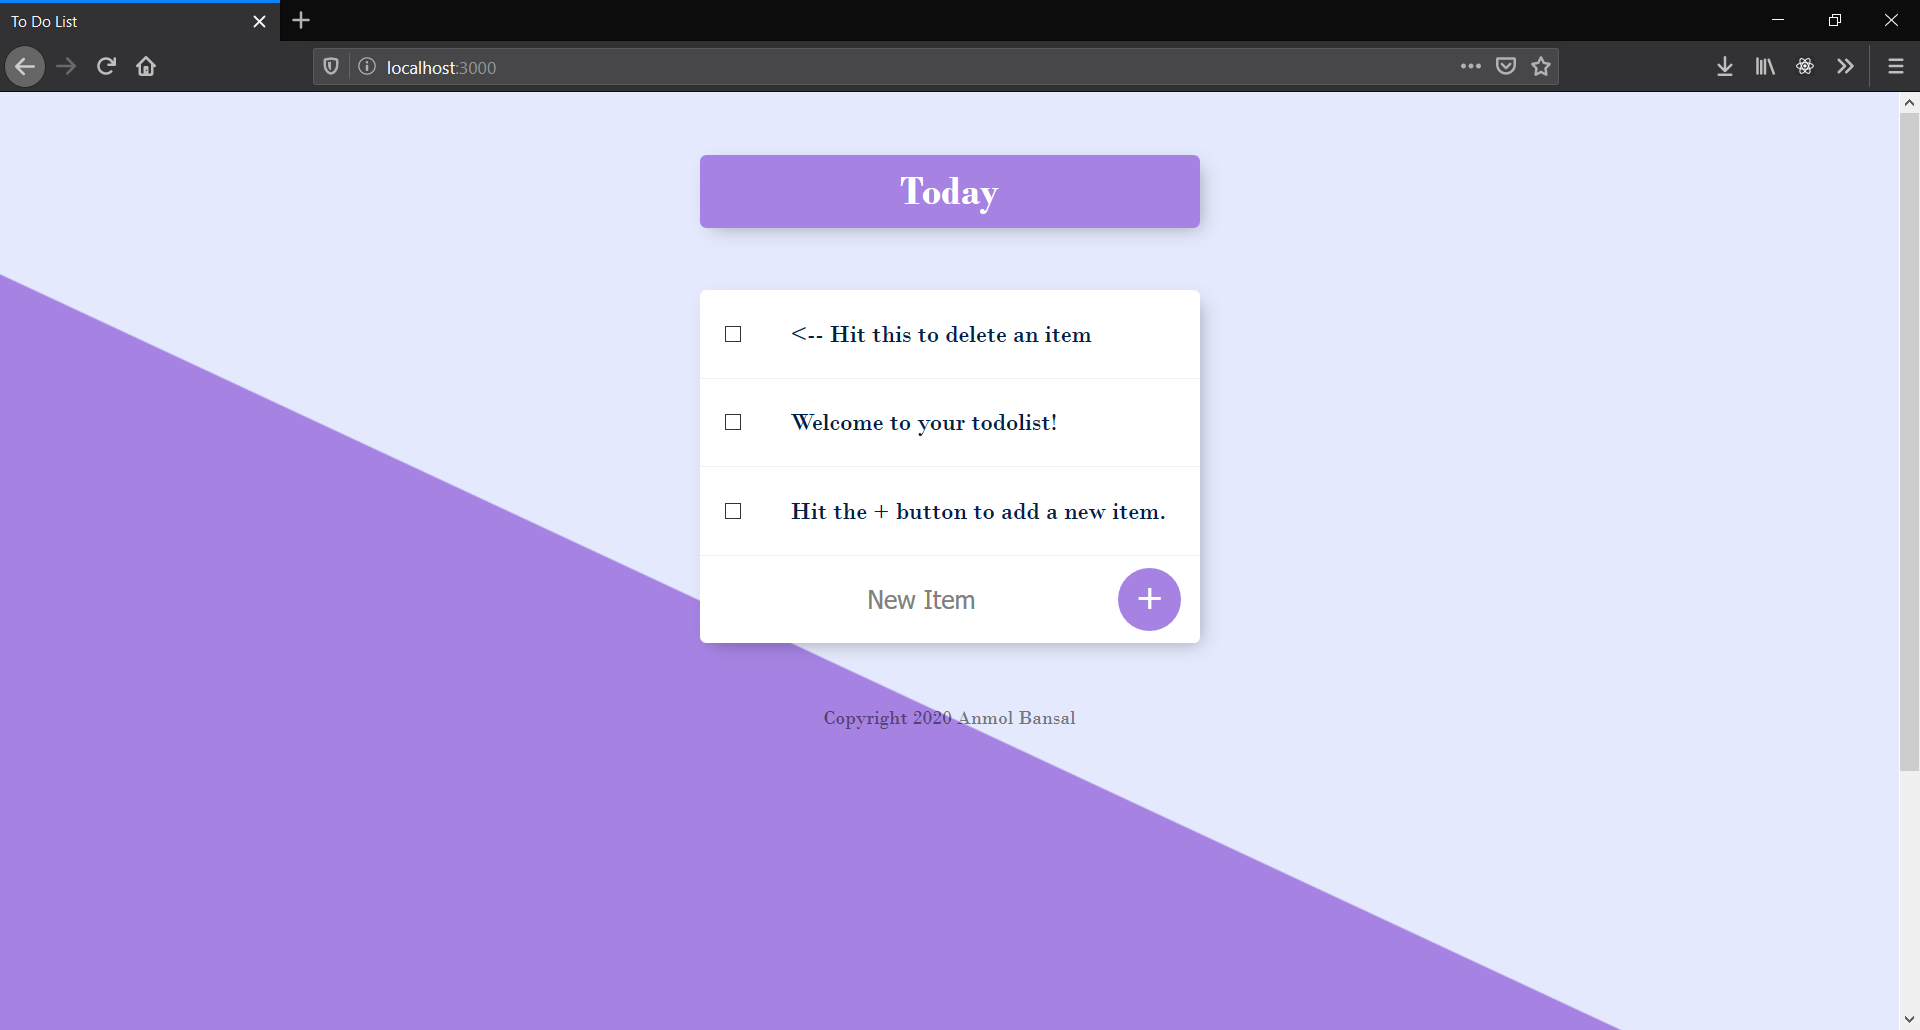 To Do List
localhost:3000
Today
<-- Hit this to delete an item
Welcome to your todolist!
Hit the + button to add a new item.
New Item
+
Copyright 2020 Anmol Bansal